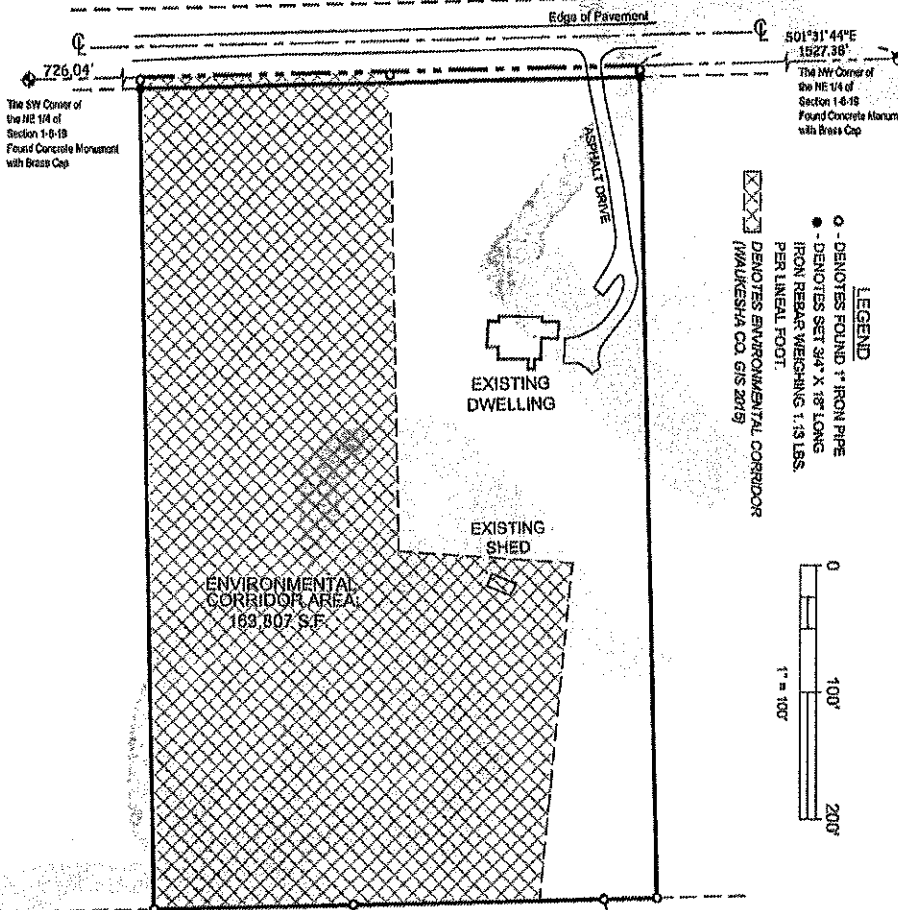 Edge of Pavement
S01°31'44"E
1527.38'
726.04'
The SW Corner of
the NE 1/4 of
Section 1-6-19
Found Concrete Monument
with Brass Cap
The NW Corner of
the NE 1/4 of
Section 1-6-19
Found Concrete Monum
with Brass Cap
ASPHALT DRIVE
LEGEND
- DENOTES FOUND 1" IRON PIPE
- DENOTES SET 3/4" X 18" LONG
IRON REBAR WEIGHING 1.13 LBS.
PER LINEAL FOOT.
DENOTES ENVIRONMENTAL CORRIDOR
(WAUKESHA CO. GIS 2015)
EXISTING
DWELLING
EXISTING
SHED
ENVIRONMENTAL
CORRIDOR AREA:
163,807 S.F.
0
100'
200'
1" = 100'